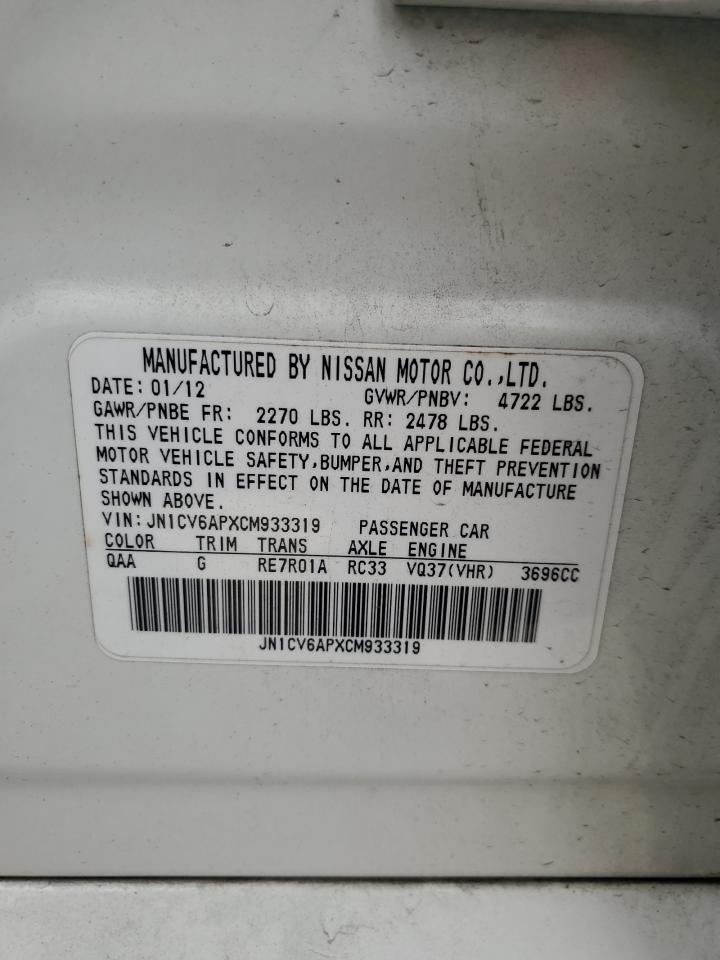 MANUFACTURED BY NISSAN MOTOR CO.,LTD.
DATE: 01/12 GVWR/PNBV: 4722 LBS.
GAWR/PNBE FR: 2270 LBS. RR: 2478 LBS.
THIS VEHICLE CONFORMS TO ALL APPLICABLE FEDERAL
MOTOR VEHICLE SAFETY,BUMPER,AND THEFT PREVENTION
STANDARDS IN EFFECT ON THE DATE OF MANUFACTURE
SHOWN ABOVE.
VIN:JN1CV6APXCM933319 PASSENGER CAR
COLOR TRIM TRANS AXLE ENGINE
QAA G RE7R01A RC33 VQ37(VHR) 3696CC
JN1CV6APXCM933319